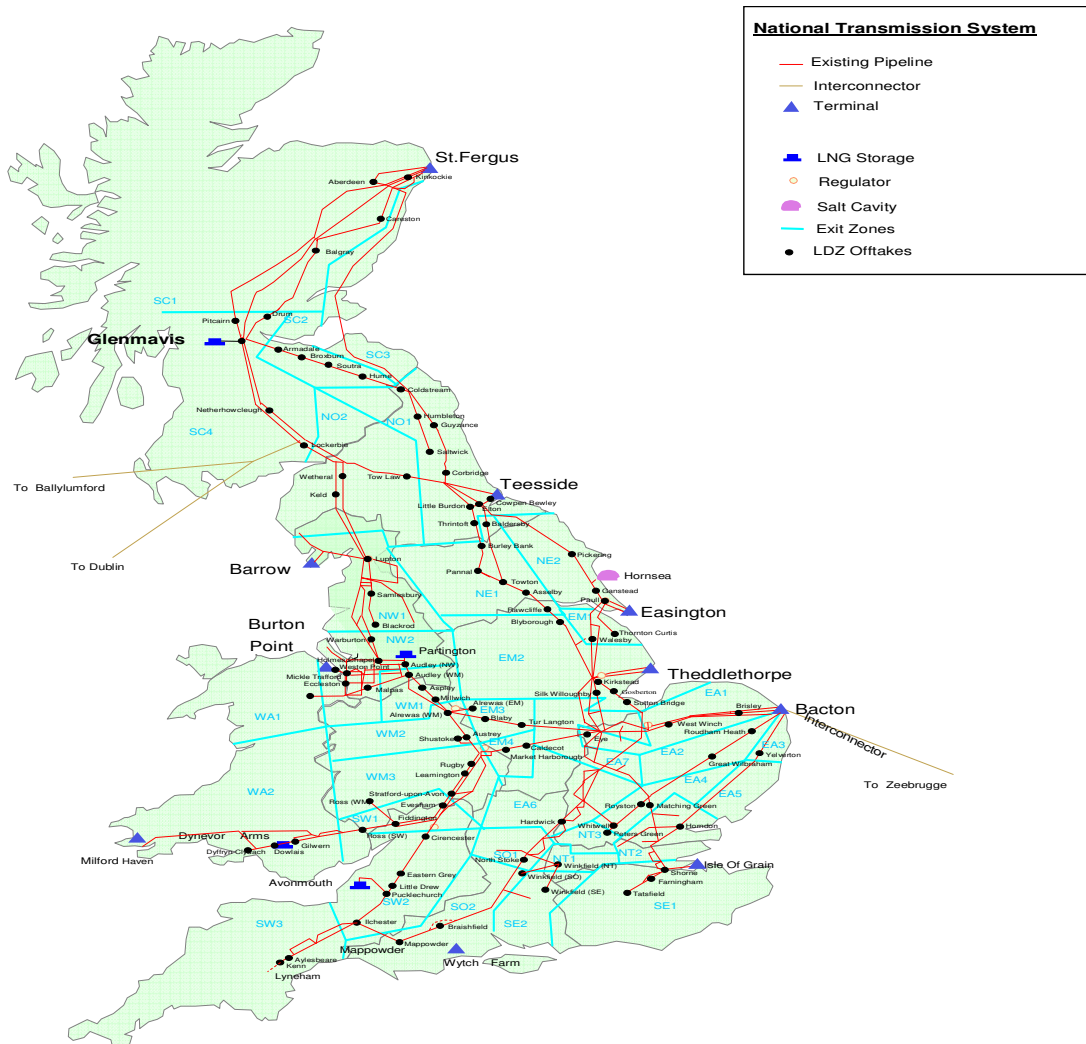 National Transmission System
Existing Pipeline
Interconnector
Terminal
LNG Storage
Regulator
Salt Cavity
Exit Zones
LDZ Offtakes
St.Fergus
Aberdeen
Kinkockie
Careston
Balgray
SC1
Drum
SC2
Pitcairn
Glenmavis
Armadale
Broxburn
SC3
Soutra
Hume
Coldstream
Netherhowcleugh
NO2
NO1
Humbleton
Guyzance
SC4
Lockerbie
Saltwick
Wetheral
Tow Law
Corbridge
To Ballylumford
Keld
Teesside
Cowpen Bewley
Little Burdon
Elton
Thrintoft
Baldersby
Burley Bank
Pickering
To Dublin
Barrow
Lupton
Pannal
NE2
Hornsea
Towton
Ganstead
Samlesbury
NE1
Asselby
Paull
Rawcliffe
Easington
NW1
Blackrod
Blyborough
EM1
Thornton Curtis
Burton
Point
Warburton
NW2
Walesby
Partington
EM2
Holmes Chapel
Weston Point
Audley (NW)
Theddlethorpe
Mickle Trafford
Audley (WM)
Kirkstead
Eccleston
Malpas
Aspley
Silk Willoughby
Gosberton
EA1
Millwich
Sutton Bridge
Brisley
WA1
WM1
Alrewas (EM)
EM3
Bacton
Alrewas (WM)
Blaby
Tur Langton
West Winch
Roudham Heath
Interconnector
WM2
Shustoke
Austrey
EM4
Caldecot
Eye
EA2
EA3
Market Harborough
Yelverton
Rugby
EA7
Great Wilbraham
Leamington
WM3
EA4
To Zeebrugge
WA2
Stratford-upon-Avon
EA5
Ross (WM)
Evesham
EA6
Royston
Matching Green
SW1
Fiddington
Hardwick
Whitwell
Dynevor Arms
Ross (SW)
Cirencester
NT3
Peters Green
Horndon
Gilwern
Dyffryn Clydach
Dowlais
Milford Haven
North Stoke
NT1
NT2
Winkfield (NT)
Isle Of Grain
Shorne
Eastern Grey
Winkfield (SO)
Farningham
Avonmouth
Little Drew
Winkfield (SE)
Tatsfield
Pucklechurch
SW2
SO2
SE1
SW3
Ilchester
Braishfield
SE2
Mappowder
Mappowder
Aylesbeare
Kenn
Wytch Farm
Lyneham